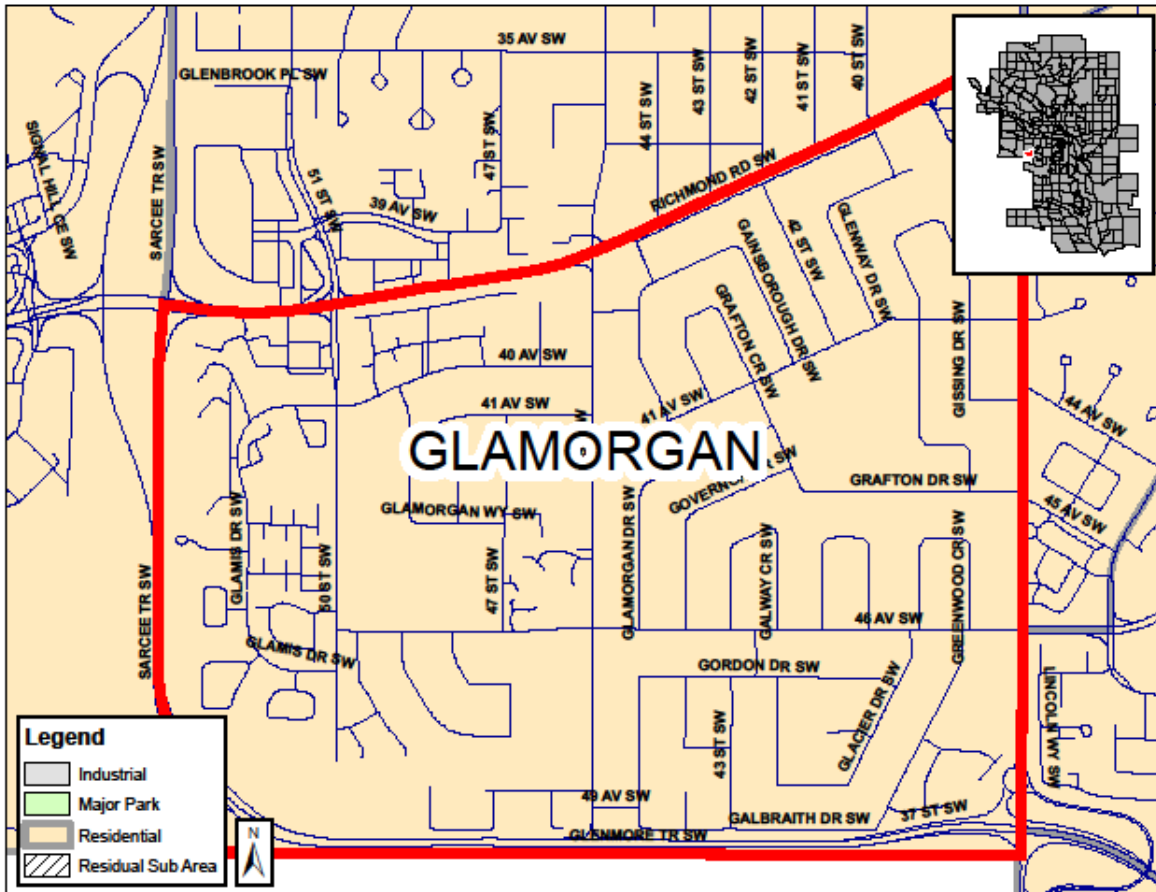 35 AV SW
GLENBROOK PL SW
40 ST SW
41 ST SW
42 ST SW
43 ST SW
44 ST SW
47 ST SW
SIGNAL HILL CE SW
SARCEE TR SW
51 ST SW
39 AV SW
RICHMOND RD SW
GLENWAY DR SW
42 ST SW
GAINSBOROUGH DR SW
GRAFTON CR SW
GISSING DR SW
40 AV SW
41 AV SW
41 AV SW
44 AV SW
GLAMORGAN
SW
GRAFTON DR SW
45 AV SW
GLAMORGAN WY SW
GLAMORGAN DR SW
GLAMIS DR SW
50 ST SW
47 ST SW
GALWAY CR SW
GREENWOOD CR SW
46 AV SW
SARCEE TR SW
GLAMIS DR SW
GORDON DR SW
GLACIER DR SW
43 ST SW
LINCOLN WY SW
49 AV SW
GALBRAITH DR SW
37 ST SW
GLENMORE TR SW
Legend
Industrial
Major Park
Residential
Residual Sub Area
N